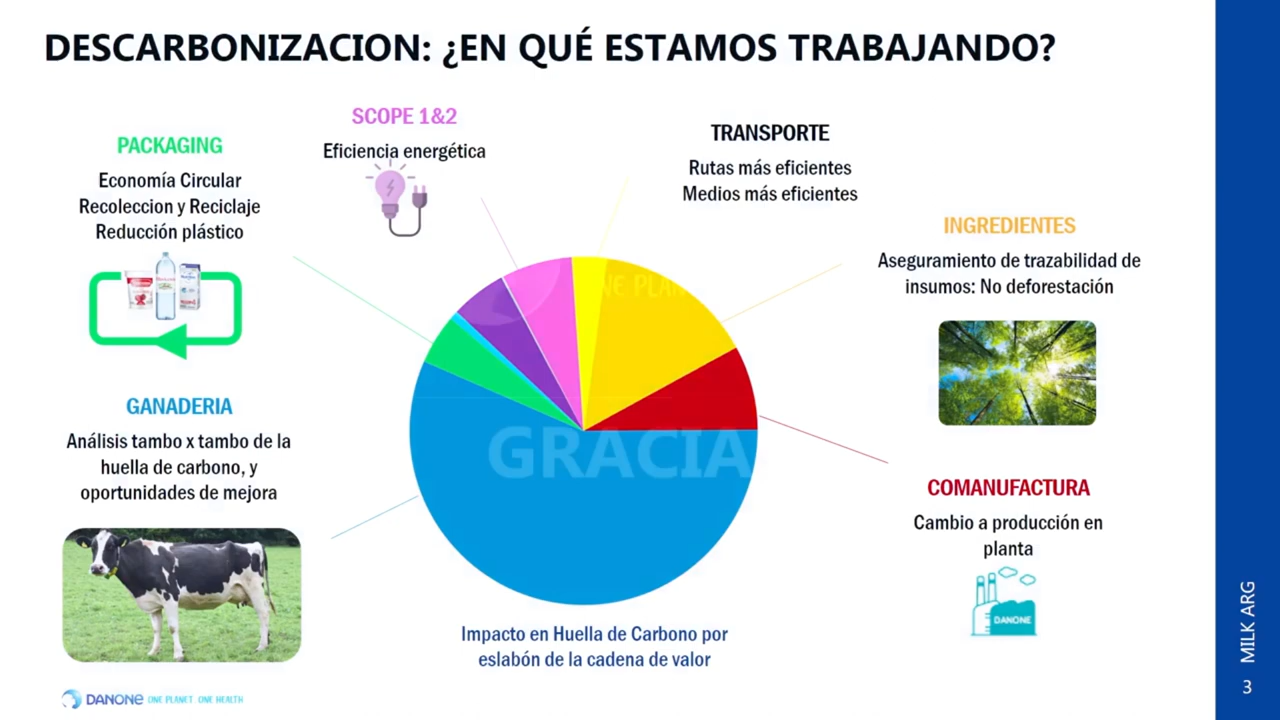 DESCARBONIZACION: ¿EN QUÉ ESTAMOS TRABAJANDO?
SCOPE 1&2
Eficiencia energética
TRANSPORTE
Rutas más eficientes
Medios más eficientes
PACKAGING
Economía Circular
Recoleccion y Reciclaje
Reducción plástico
INGREDIENTES
Aseguramiento de trazabilidad de
insumos: No deforestación
GANADERIA
Análisis tambo x tambo de la
huella de carbono, y
oportunidades de mejora
GRACIA
COMANUFACTURA
Cambio a producción en
planta
DANONE
Impacto en Huella de Carbono por
eslabón de la cadena de valor
DANONE ONE PLANET. ONE HEALTH
MILK ARG
3